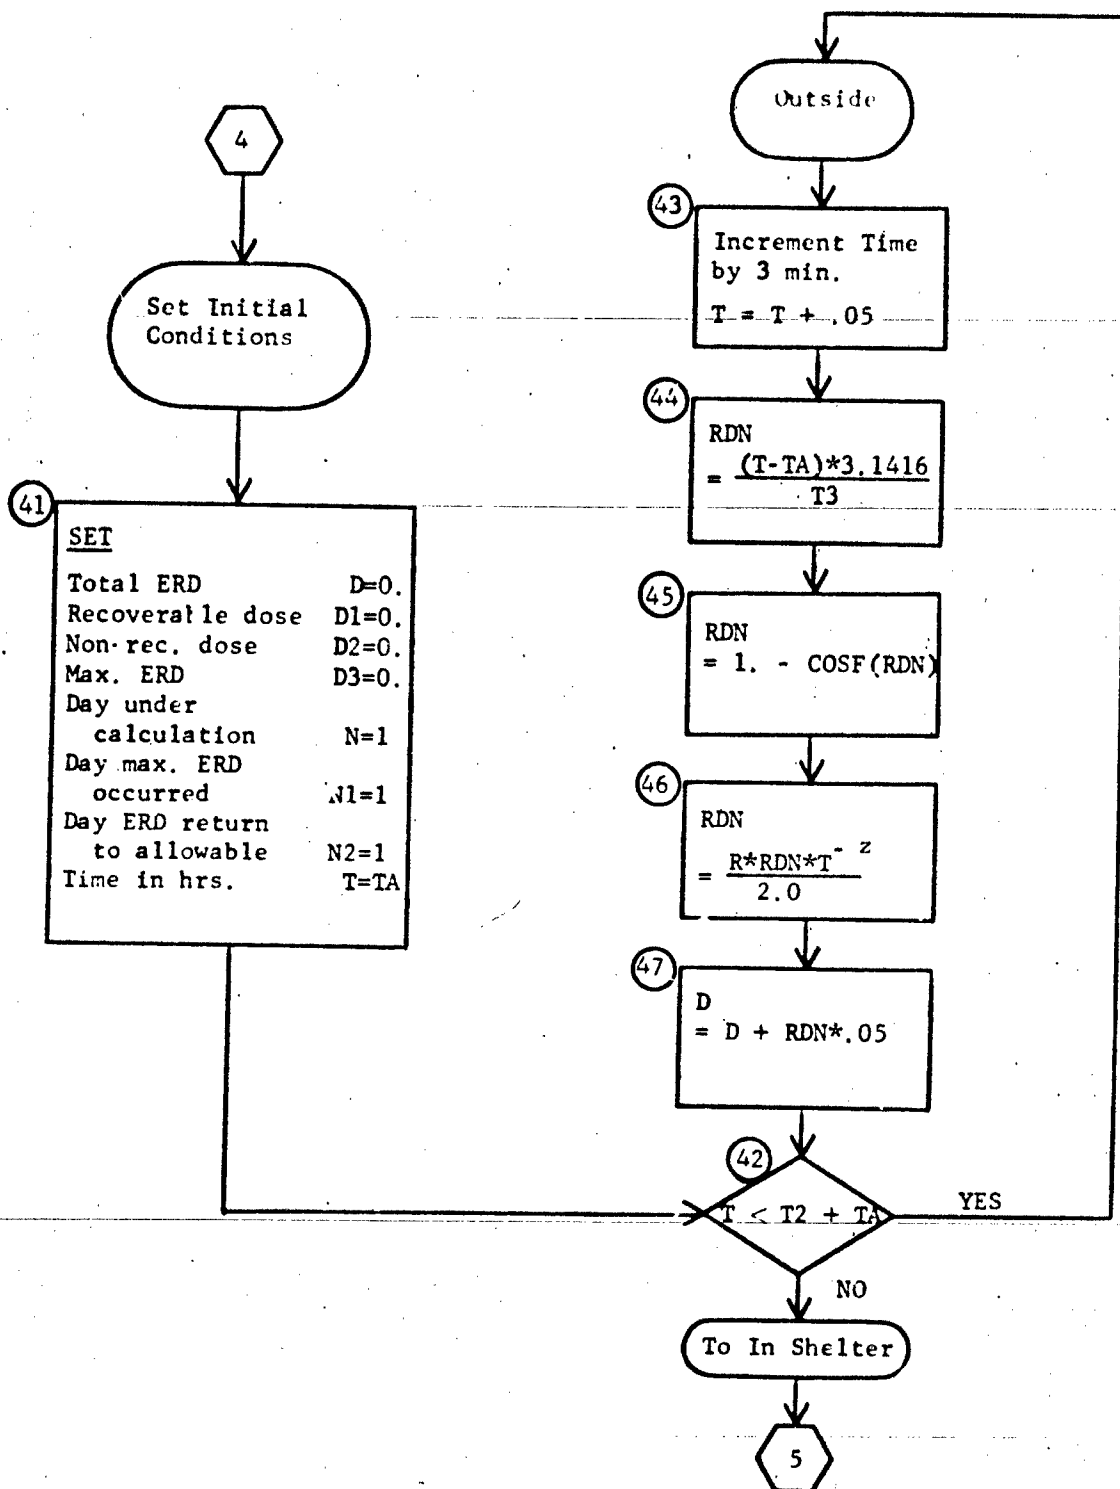 4
Set Initial
Conditions
41
SET
Total ERD D=0.
Recoverable dose D1=0.
Non-rec. dose D2=0.
Max. ERD D3=0.
Day under
calculation N=1
Day max. ERD
occurred N1=1
Day ERD return
to allowable N2=1
Time in hrs. T=TA
Outside
43
Increment Time
by 3 min.
T = T + .05
44
RDN
= (T-TA)*3.1416
T3
45
RDN
= 1. - COSF(RDN)
46
RDN
= R*RDN*T^-z
2.0
47
D
= D + RDN*.05
42
T < T2 + TA
YES
NO
To In Shelter
5